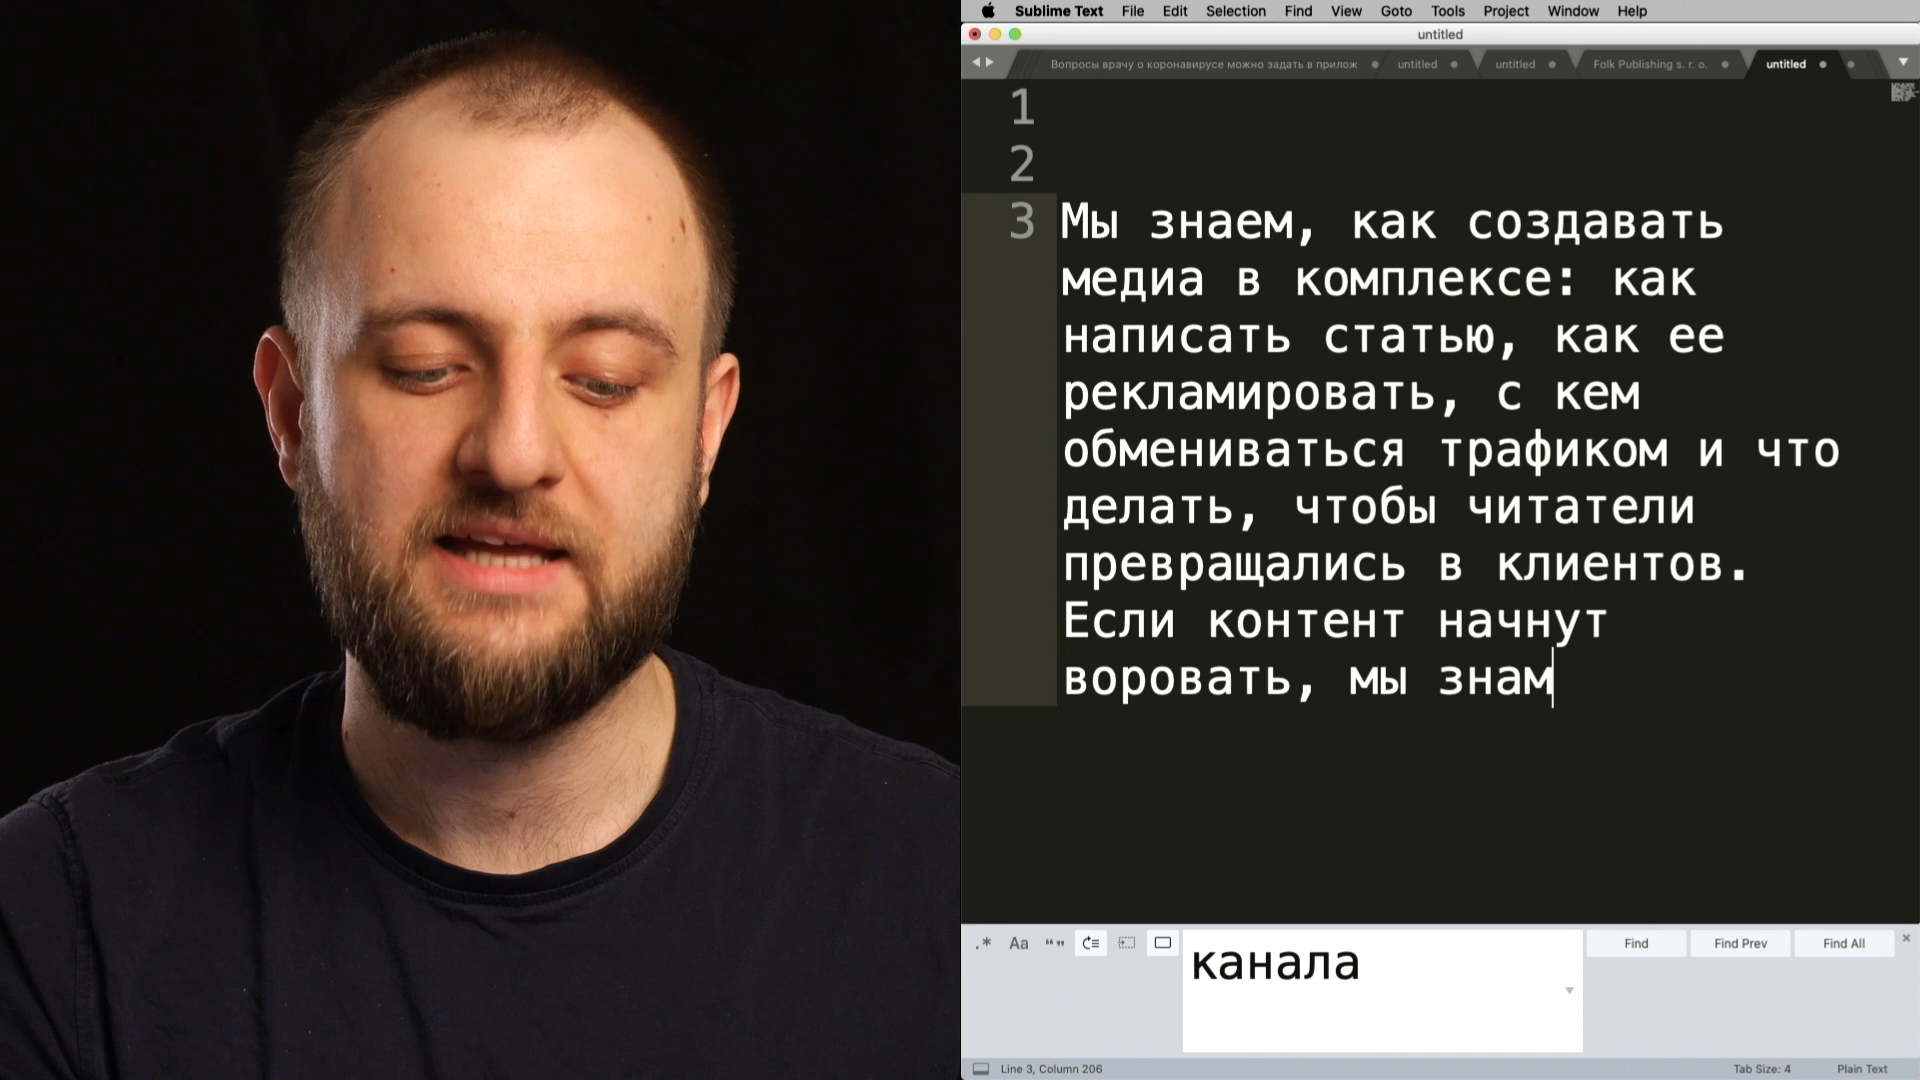 Sublime Text File Edit Selection Find View Goto Tools Project Window Help
untitled
Вопросы врачу о коронавирусе можно задать в прилож untitled untitled Folk Publishing s. r. o. untitled
1
2
3 Мы знаем, как создавать
медиа в комплексе: как
написать статью, как ее
рекламировать, с кем
обмениваться трафиком и что
делать, чтобы читатели
превращались в клиентов.
Если контент начнут
воровать, мы знам
.* Aa “” канала Find Find Prev Find All
Line 3, Column 206 Tab Size: 4 Plain Text